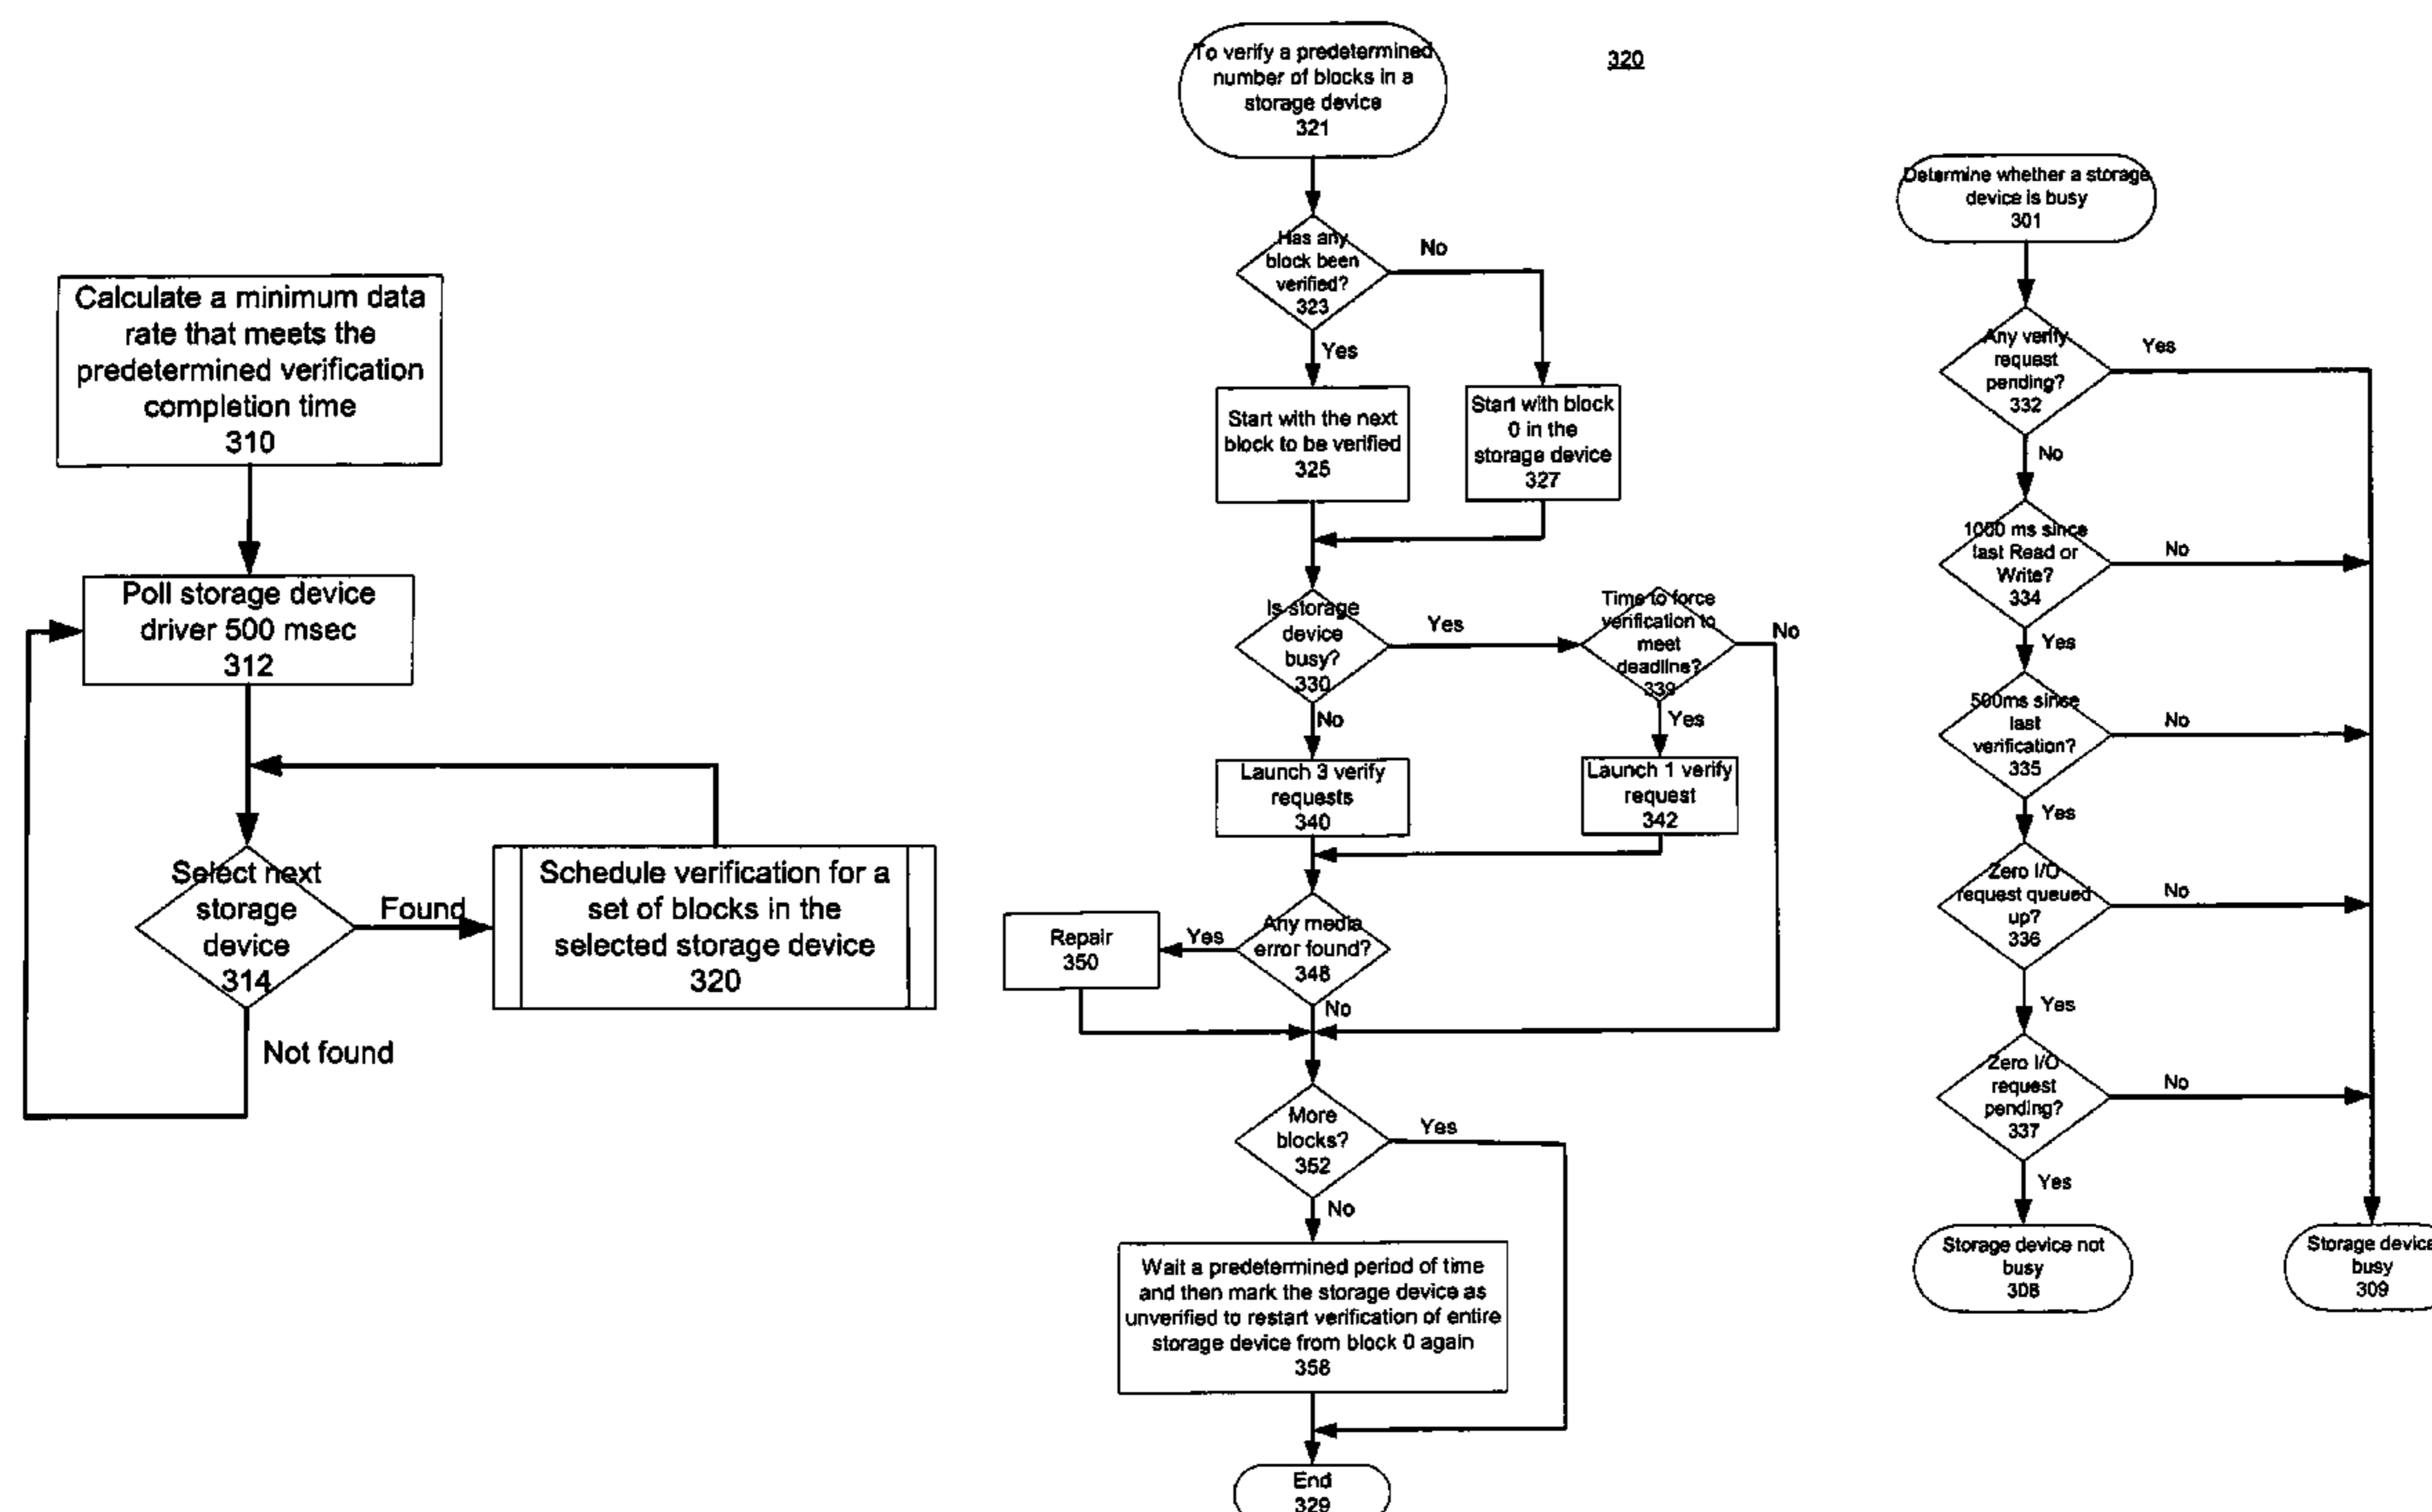 Calculate a minimum data
rate that meets the
predetermined verification
completion time
310
Poll storage device
driver 500 msec
312
Select next
storage
device
314
Found
Not found
Schedule verification for a
set of blocks in the
selected storage device
320
320
To verify a predetermined
number of blocks in a
storage device
321
Has any
block been
verified?
323
No
Yes
Start with the next
block to be verified
325
Start with block
0 in the
storage device
327
Is storage
device
busy?
330
Yes
No
Time to force
verification to
meet
deadline?
339
No
Yes
Launch 3 verify
requests
340
Launch 1 verify
request
342
Any media
error found?
348
Yes
No
Repair
350
More
blocks?
352
Yes
No
Wait a predetermined period of time
and then mark the storage device as
unverified to restart verification of entire
storage device from block 0 again
358
End
329
Determine whether a storage
device is busy
301
Any verify
request
pending?
332
Yes
No
1000 ms since
last Read or
Write?
334
No
Yes
500ms since
last
verification?
335
No
Yes
Zero I/O
request queued
up?
336
No
Yes
Zero I/O
request
pending?
337
No
Yes
Storage device not
busy
308
Storage device
busy
309